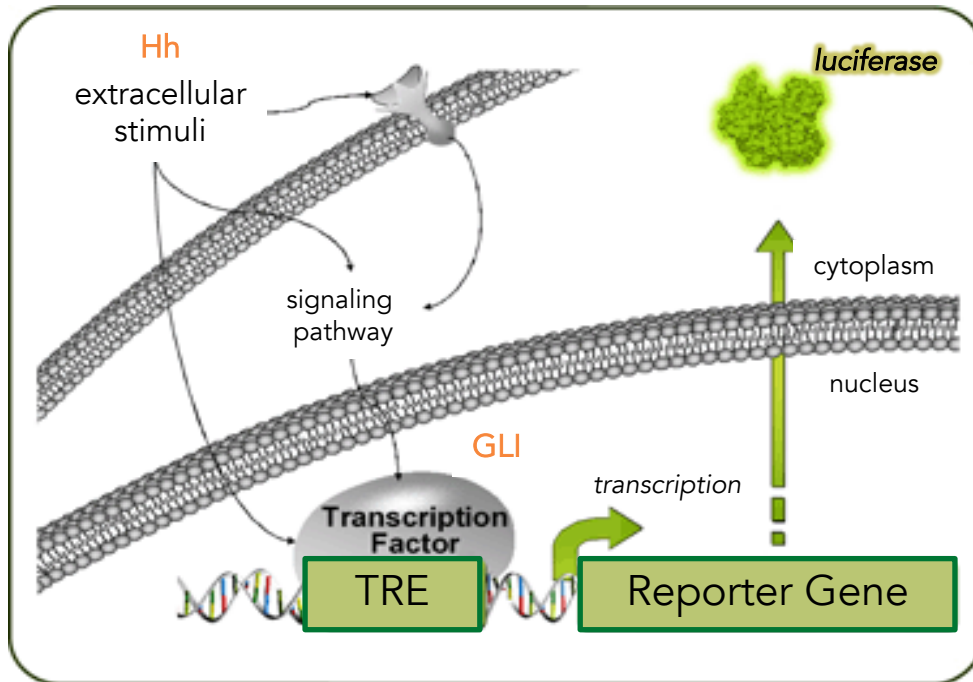 Hh
extracellular
stimuli
luciferase
signaling
pathway
cytoplasm
nucleus
GLI
transcription
Transcription
Factor
TRE
Reporter Gene